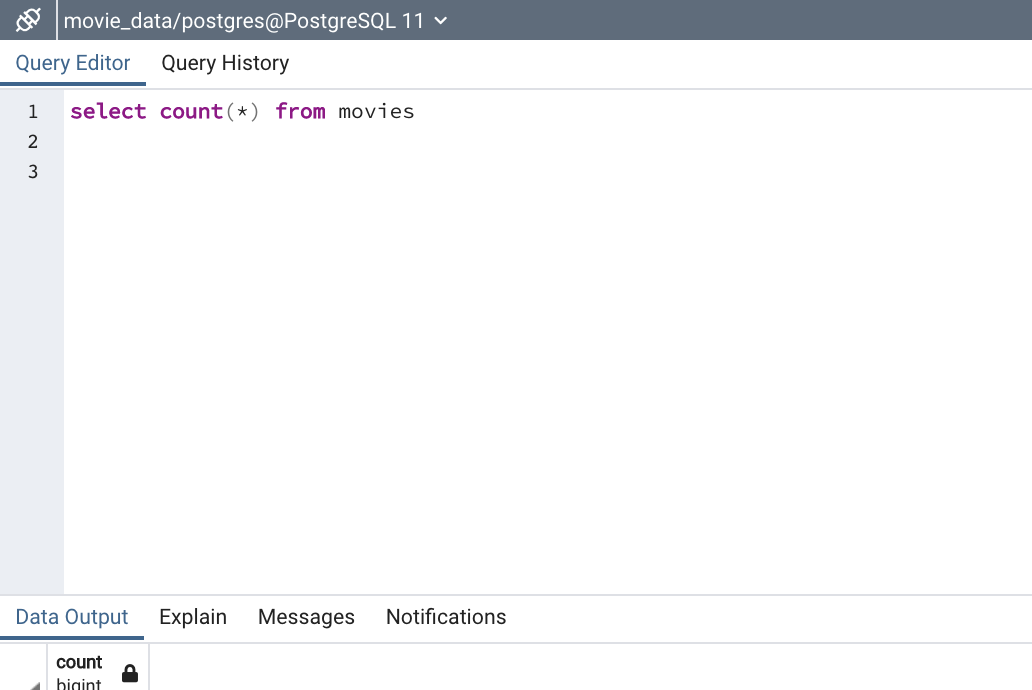 movie_data/postgres@PostgreSQL 11
Query Editor Query History
1 select count(*) from movies
2
3
Data Output Explain Messages Notifications
count
bigint